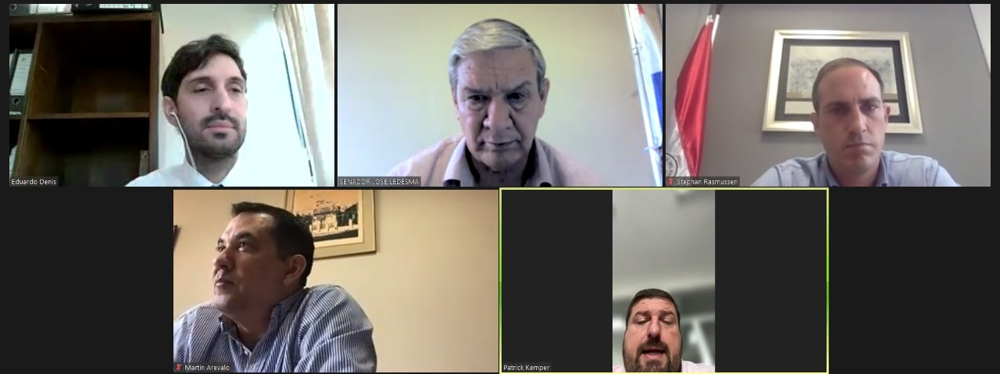 Eduardo Denis
SENADOR JOSE LEDESMA
Stephan Rasmussen
Martin Arevalo
Patrick Kemper